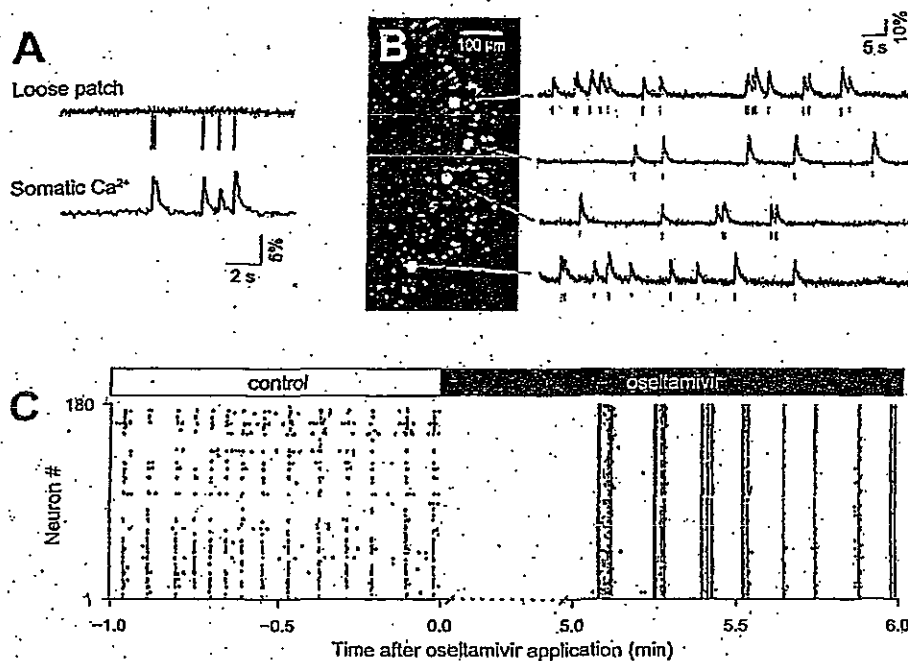 A
Loose patch
Somatic Ca²⁺
2 s
6%
B
100 µm
5 s
10%
C
control
oseltamivir
180
Neuron #
1
-1.0
-0.5
0.0
5.0
5.5
6.0
Time after oseltamivir application (min)